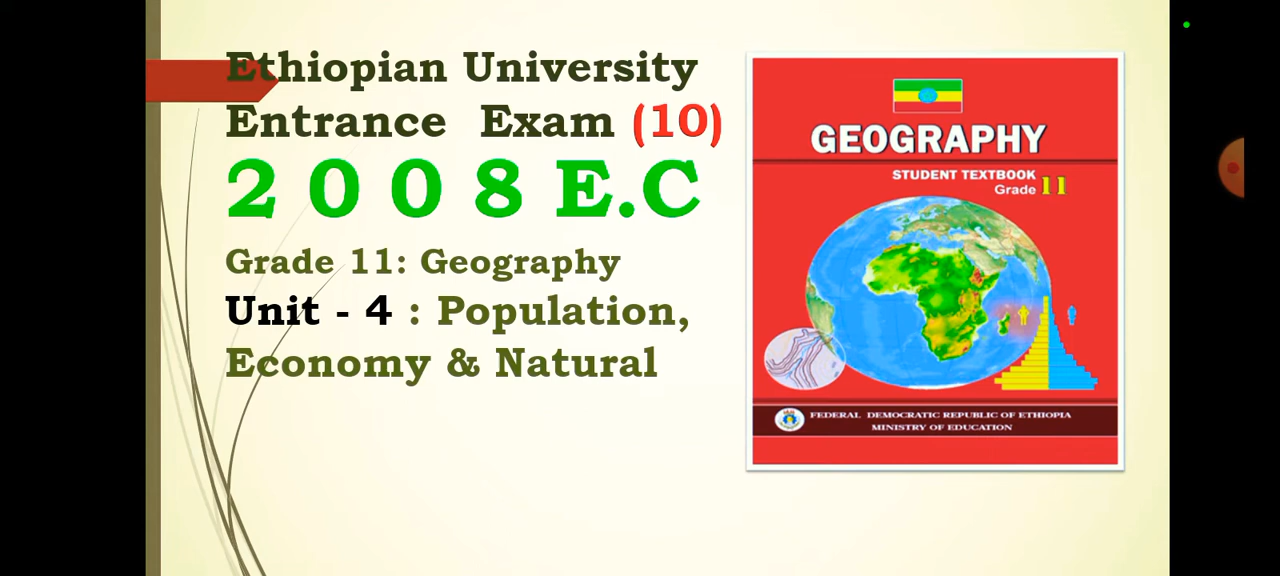 Ethiopian University
Entrance Exam (10)
2 0 0 8 E.C
Grade 11: Geography
Unit - 4 : Population,
Economy & Natural
GEOGRAPHY
STUDENT TEXTBOOK
Grade 11
FEDERAL DEMOCRATIC REPUBLIC OF ETHIOPIA
MINISTRY OF EDUCATION